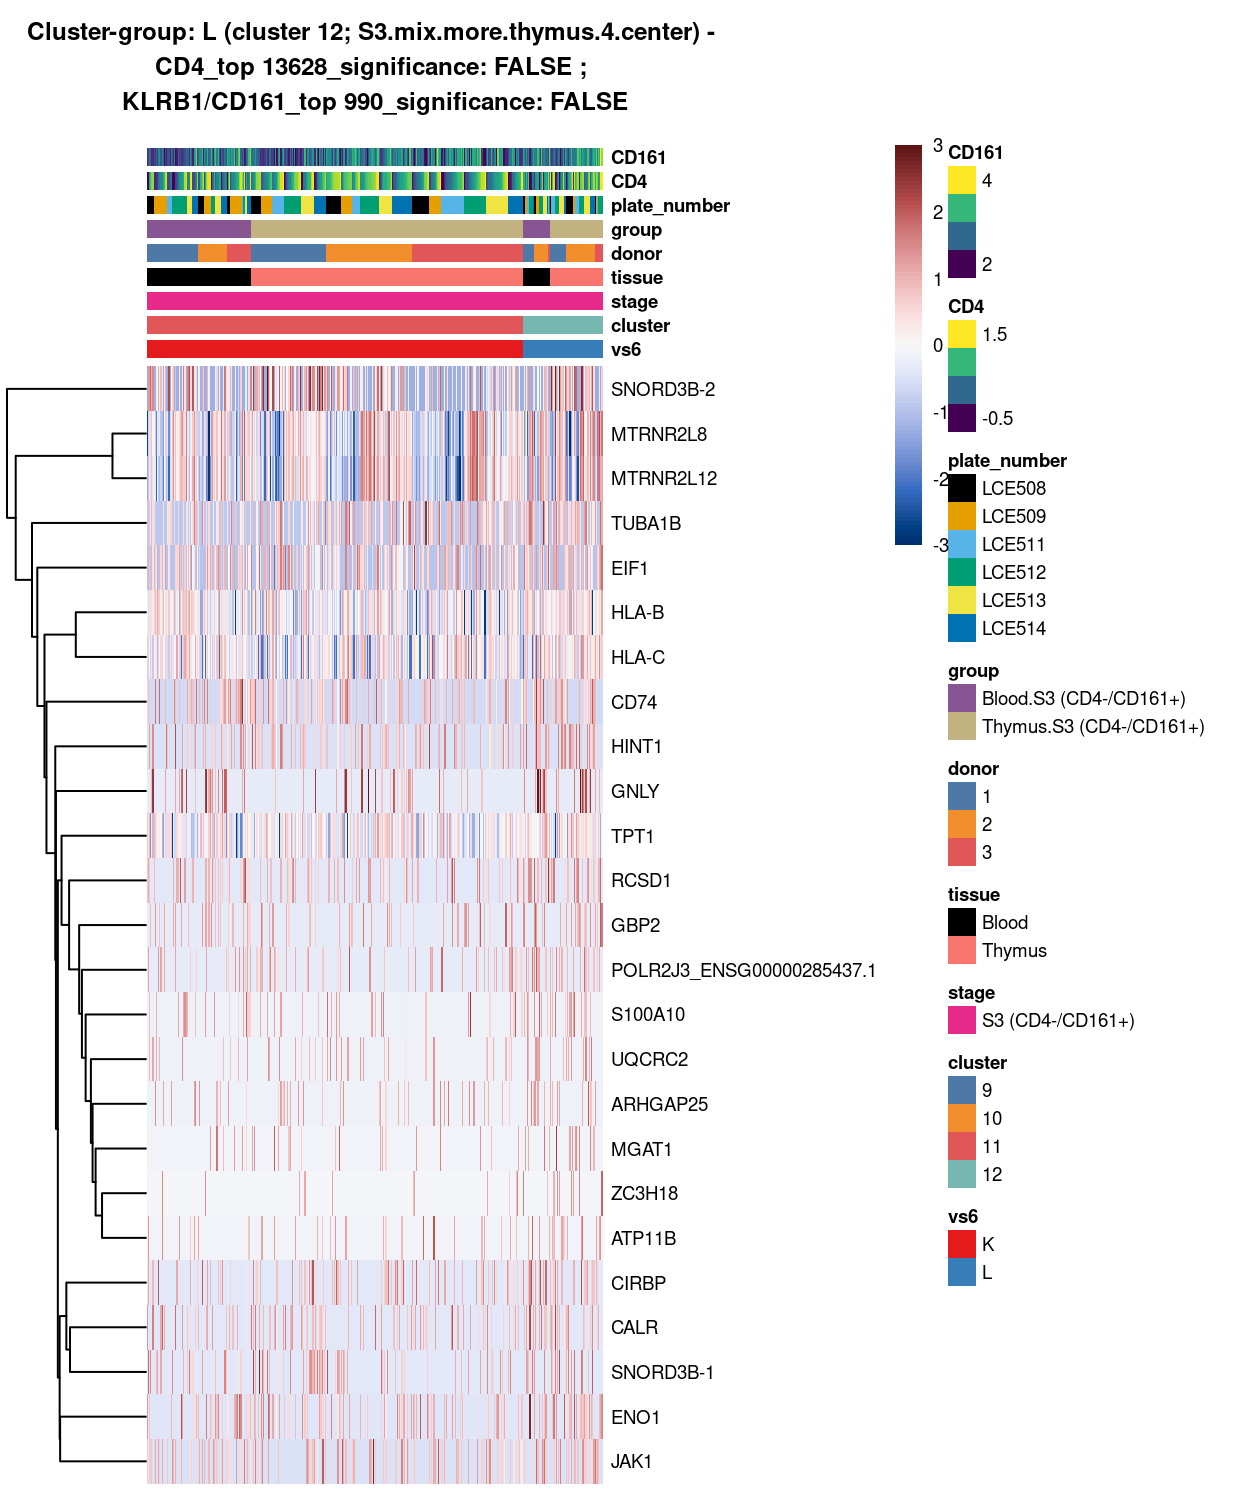 Cluster-group: L (cluster 12; S3.mix.more.thymus.4.center) -
CD4_top 13628_significance: FALSE ;
KLRB1/CD161_top 990_significance: FALSE
CD161
CD4
plate_number
group
donor
tissue
stage
cluster
vs6
SNORD3B-2
MTRNR2L8
MTRNR2L12
TUBA1B
EIF1
HLA-B
HLA-C
CD74
HINT1
GNLY
TPT1
RCSD1
GBP2
POLR2J3_ENSG00000285437.1
S100A10
UQCRC2
ARHGAP25
MGAT1
ZC3H18
ATP11B
CIRBP
CALR
SNORD3B-1
ENO1
JAK1
3
2
1
0
-1
-2
-3
CD161
4
2
CD4
1.5
-0.5
plate_number
LCE508
LCE509
LCE511
LCE512
LCE513
LCE514
group
Blood.S3 (CD4-/CD161+)
Thymus.S3 (CD4-/CD161+)
donor
1
2
3
tissue
Blood
Thymus
stage
S3 (CD4-/CD161+)
cluster
9
10
11
12
vs6
K
L